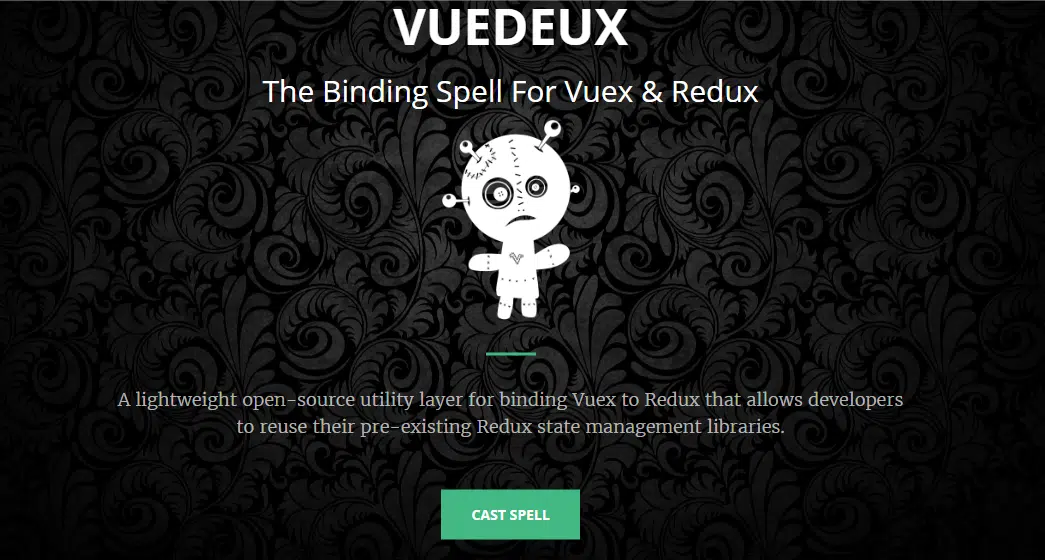 VUEDEUX
The Binding Spell For Vuex & Redux
A lightweight open-source utility layer for binding Vuex to Redux that allows developers
to reuse their pre-existing Redux state management libraries.
CAST SPELL